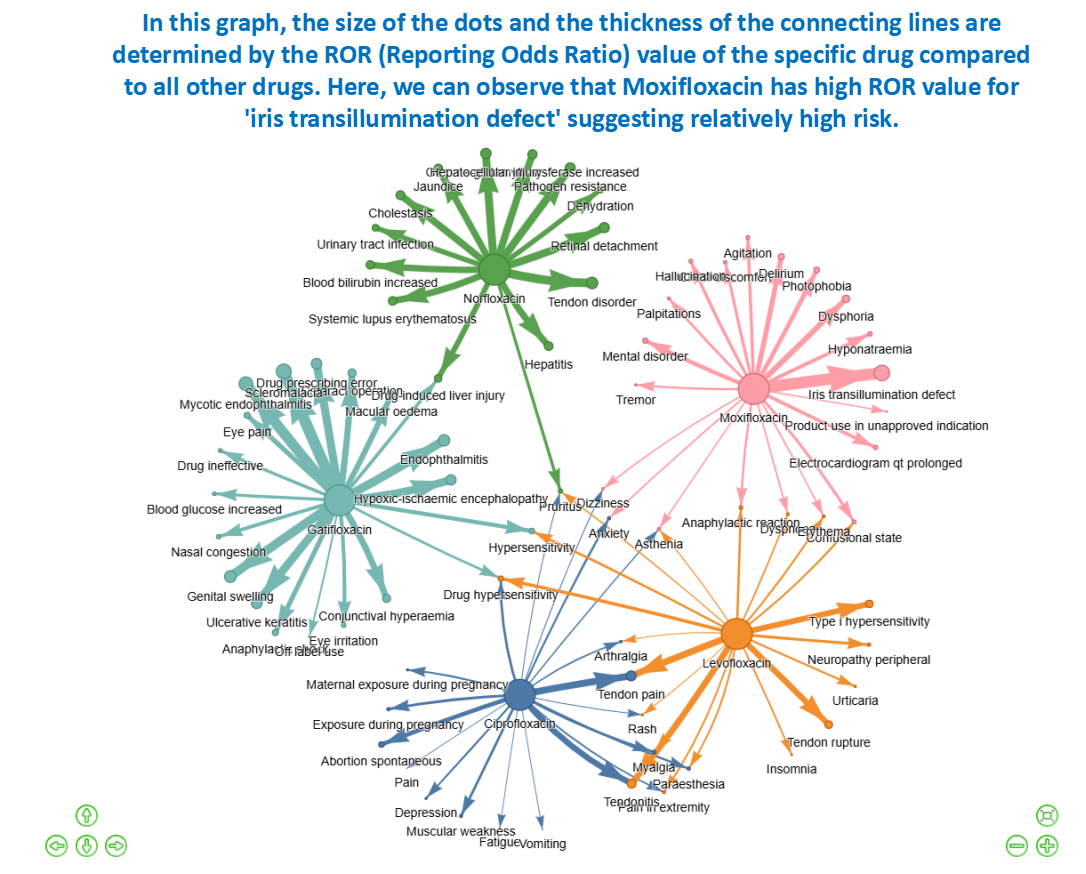 In this graph, the size of the dots and the thickness of the connecting lines are
determined by the ROR (Reporting Odds Ratio) value of the specific drug compared
to all other drugs. Here, we can observe that Moxifloxacin has high ROR value for
'iris transillumination defect' suggesting relatively high risk.
Hepatocellular injury
increased
Jaundice
Pathogen resistance
Cholestasis
Dehydration
Urinary tract infection
Retinal detachment
Agitation
Blood bilirubin increased
Hallucination
Delirium
Photophobia
Norfloxacin
Tendon disorder
Palpitations
Systemic lupus erythematosus
Dysphoria
Hyponatraemia
Mental disorder
Hepatitis
Drug prescribing error
Scleromalacia
operation
Drug-induced liver injury
Iris transillumination defect
Tremor
Mycotic endophthalmitis
Macular oedema
Moxifloxacin
Product use in unapproved indication
Eye pain
Endophthalmitis
Drug ineffective
Electrocardiogram qt prolonged
Hypoxic-ischaemic encephalopathy
Pruritus
Dizziness
Blood glucose increased
Anaphylactic reaction
Gatifloxacin
Anxiety
Erythema
Confusional state
Nasal congestion
Hypersensitivity
Asthenia
Genital swelling
Drug hypersensitivity
Ulcerative keratitis
Conjunctival hyperaemia
Type i hypersensitivity
Eye irritation
Anaphylactic shock
Off label use
Arthralgia
Levofloxacin
Neuropathy peripheral
Maternal exposure during pregnancy
Tendon pain
Urticaria
Exposure during pregnancy
Ciprofloxacin
Rash
Tendon rupture
Abortion spontaneous
Myalgia
Insomnia
Pain
Paraesthesia
Tendonitis
Pain in extremity
Depression
Muscular weakness
Fatigue
Vomiting